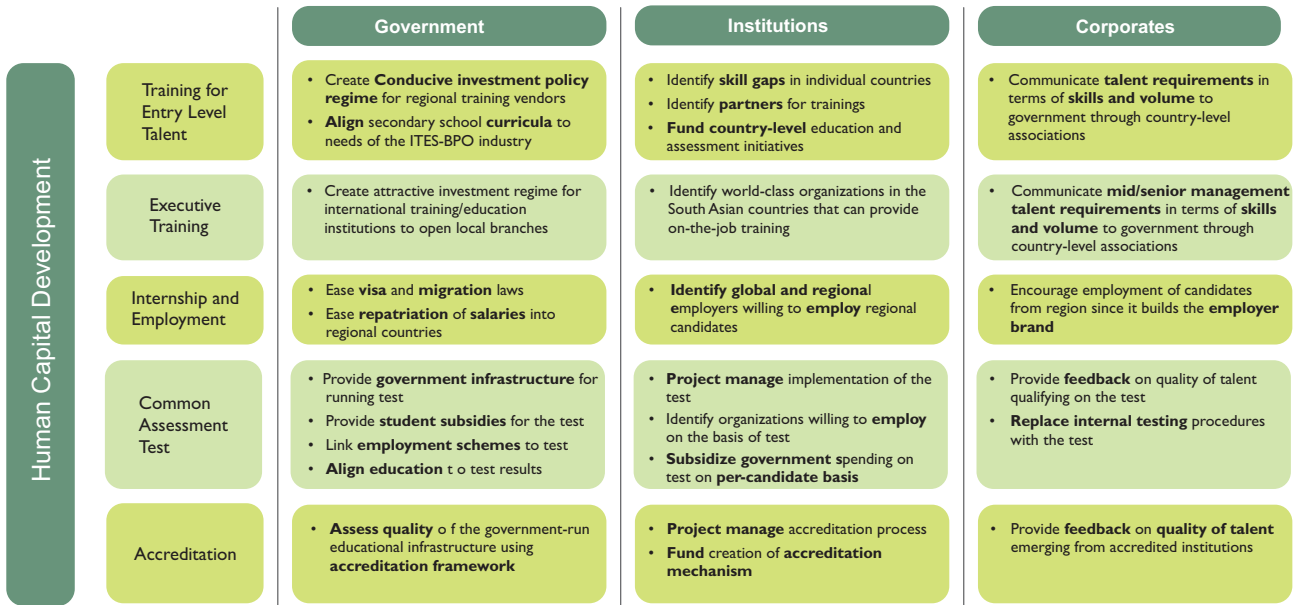 Government
Institutions
Corporates
Human Capital Development
Training for
Entry Level
Talent
• Create Conducive investment policy
regime for regional training vendors
• Align secondary school curricula to
needs of the ITES-BPO industry
• Identify skill gaps in individual countries
• Identify partners for trainings
• Fund country-level education and
assessment initiatives
• Communicate talent requirements in
terms of skills and volume to
government through country-level
associations
Executive
Training
• Create attractive investment regime for
international training/education
institutions to open local branches
• Identify world-class organizations in the
South Asian countries that can provide
on-the-job training
• Communicate mid/senior management
talent requirements in terms of skills
and volume to government through
country-level associations
Internship and
Employment
• Ease visa and migration laws
• Ease repatriation of salaries into
regional countries
• Identify global and regional
employers willing to employ regional
candidates
• Encourage employment of candidates
from region since it builds the employer
brand
Common
Assessment
Test
• Provide government infrastructure for
running test
• Provide student subsidies for the test
• Link employment schemes to test
• Align education t o test results
• Project manage implementation of the
test
• Identify organizations willing to employ
on the basis of test
• Subsidize government spending on
test on per-candidate basis
• Provide feedback on quality of talent
qualifying on the test
• Replace internal testing procedures
with the test
Accreditation
• Assess quality o f the government-run
educational infrastructure using
accreditation framework
• Project manage accreditation process
• Fund creation of accreditation
mechanism
• Provide feedback on quality of talent
emerging from accredited institutions